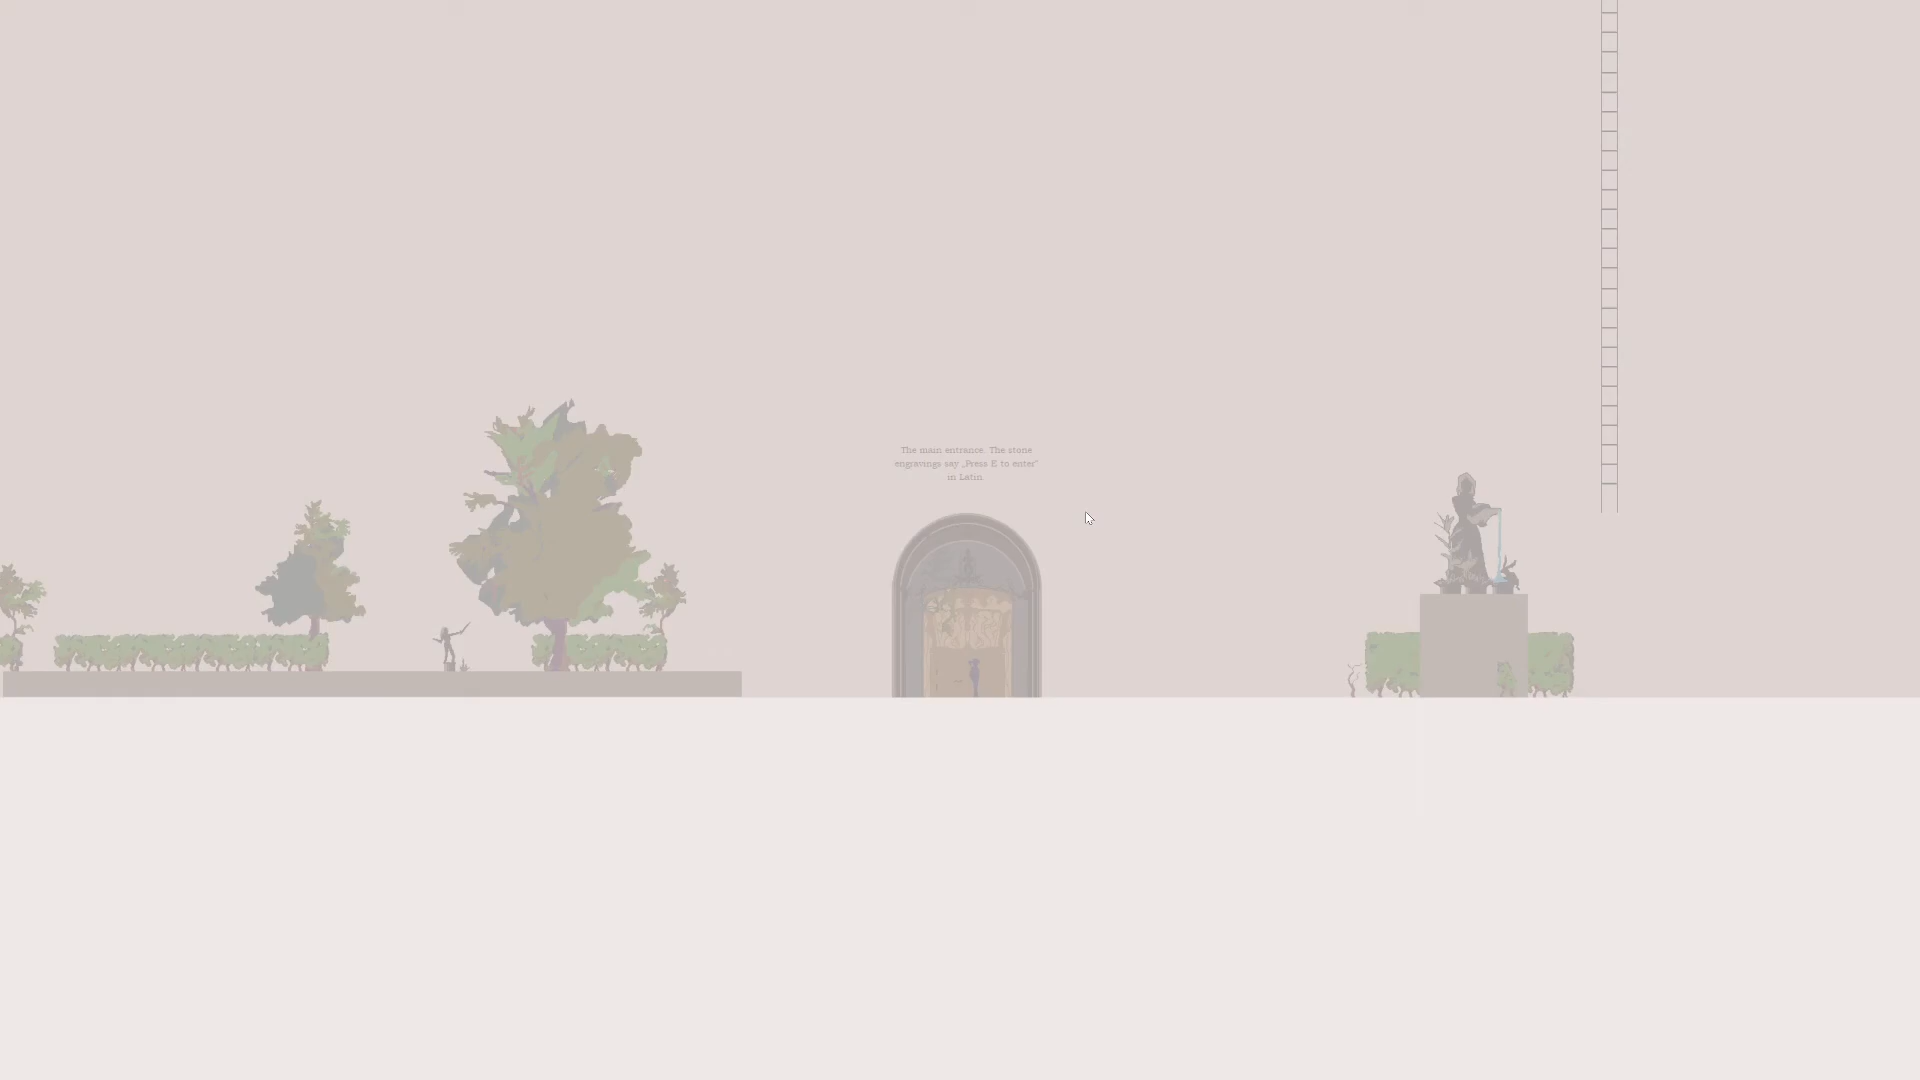 The main entrance. The stone
engravings say „Press E to enter"
in Latin.